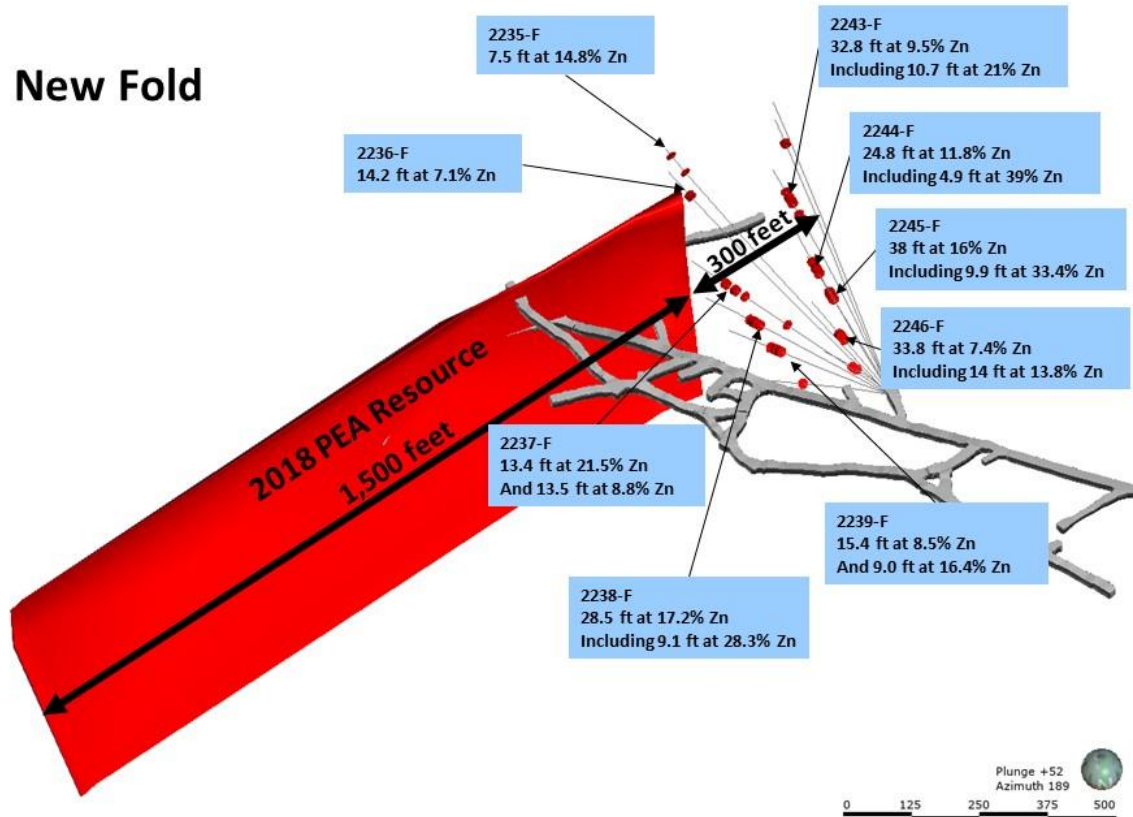 New Fold
2235-F
7.5 ft at 14.8% Zn
2243-F
32.8 ft at 9.5% Zn
Including 10.7 ft at 21% Zn
2236-F
14.2 ft at 7.1% Zn
2244-F
24.8 ft at 11.8% Zn
Including 4.9 ft at 39% Zn
2245-F
38 ft at 16% Zn
Including 9.9 ft at 33.4% Zn
300 feet
2246-F
33.8 ft at 7.4% Zn
Including 14 ft at 13.8% Zn
2018 PEA Resource
1,500 feet
2237-F
13.4 ft at 21.5% Zn
And 13.5 ft at 8.8% Zn
2239-F
15.4 ft at 8.5% Zn
And 9.0 ft at 16.4% Zn
2238-F
28.5 ft at 17.2% Zn
Including 9.1 ft at 28.3% Zn
Plunge +52
Azimuth 189
0 125 250 375 500